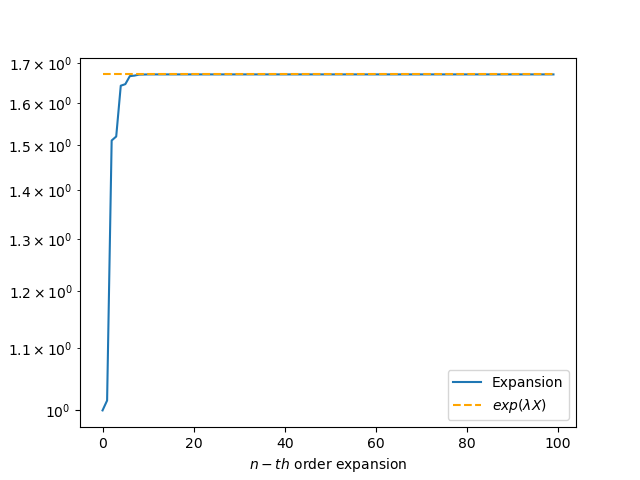 1.7 × 10⁰
1.6 × 10⁰
1.5 × 10⁰
1.4 × 10⁰
1.3 × 10⁰
1.2 × 10⁰
1.1 × 10⁰
10⁰
Expansion
exp(λX)
0 20 40 60 80 100
n − th order expansion